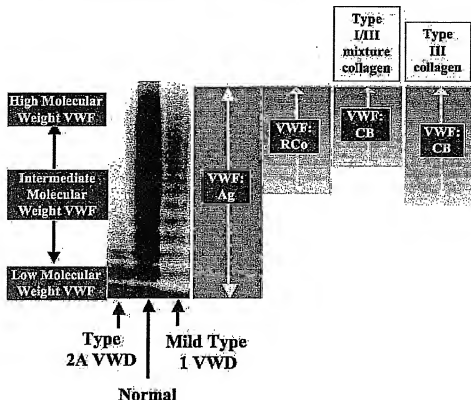 Type
I/III
mixture
collagen
Type
III
collagen
High Molecular
Weight VWF
Intermediate
Molecular
Weight VWF
Low Molecular
Weight VWF
VWF:
Ag
VWF:
RCo
VWF:
CB
VWF:
CB
Type
2A VWD
Mild Type
1 VWD
Normal